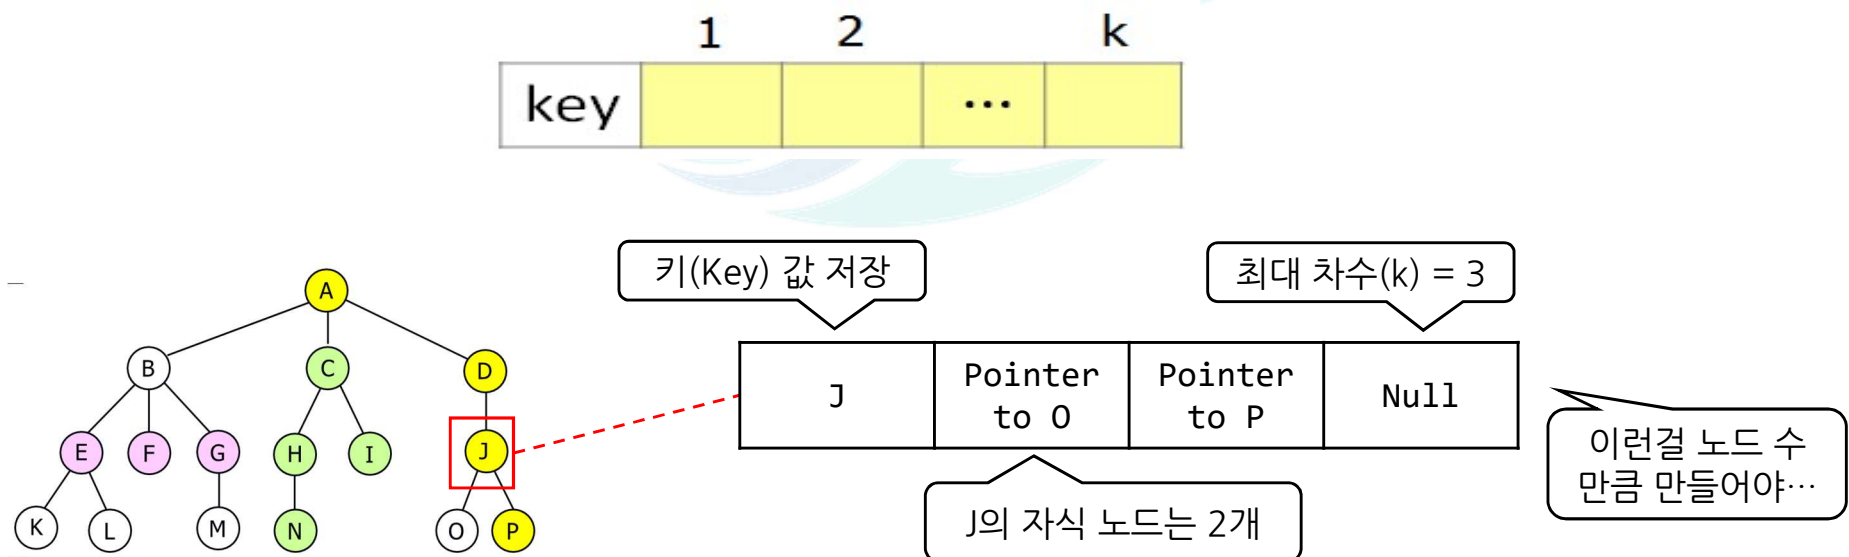 1 2 k
key ...
키(Key) 값 저장
최대 차수(k) = 3
A
B C D
E F G H I J
K L M N O P
J
Pointer
to O
Pointer
to P
Null
J의 자식 노드는 2개
이런걸 노드 수
만큼 만들어야…